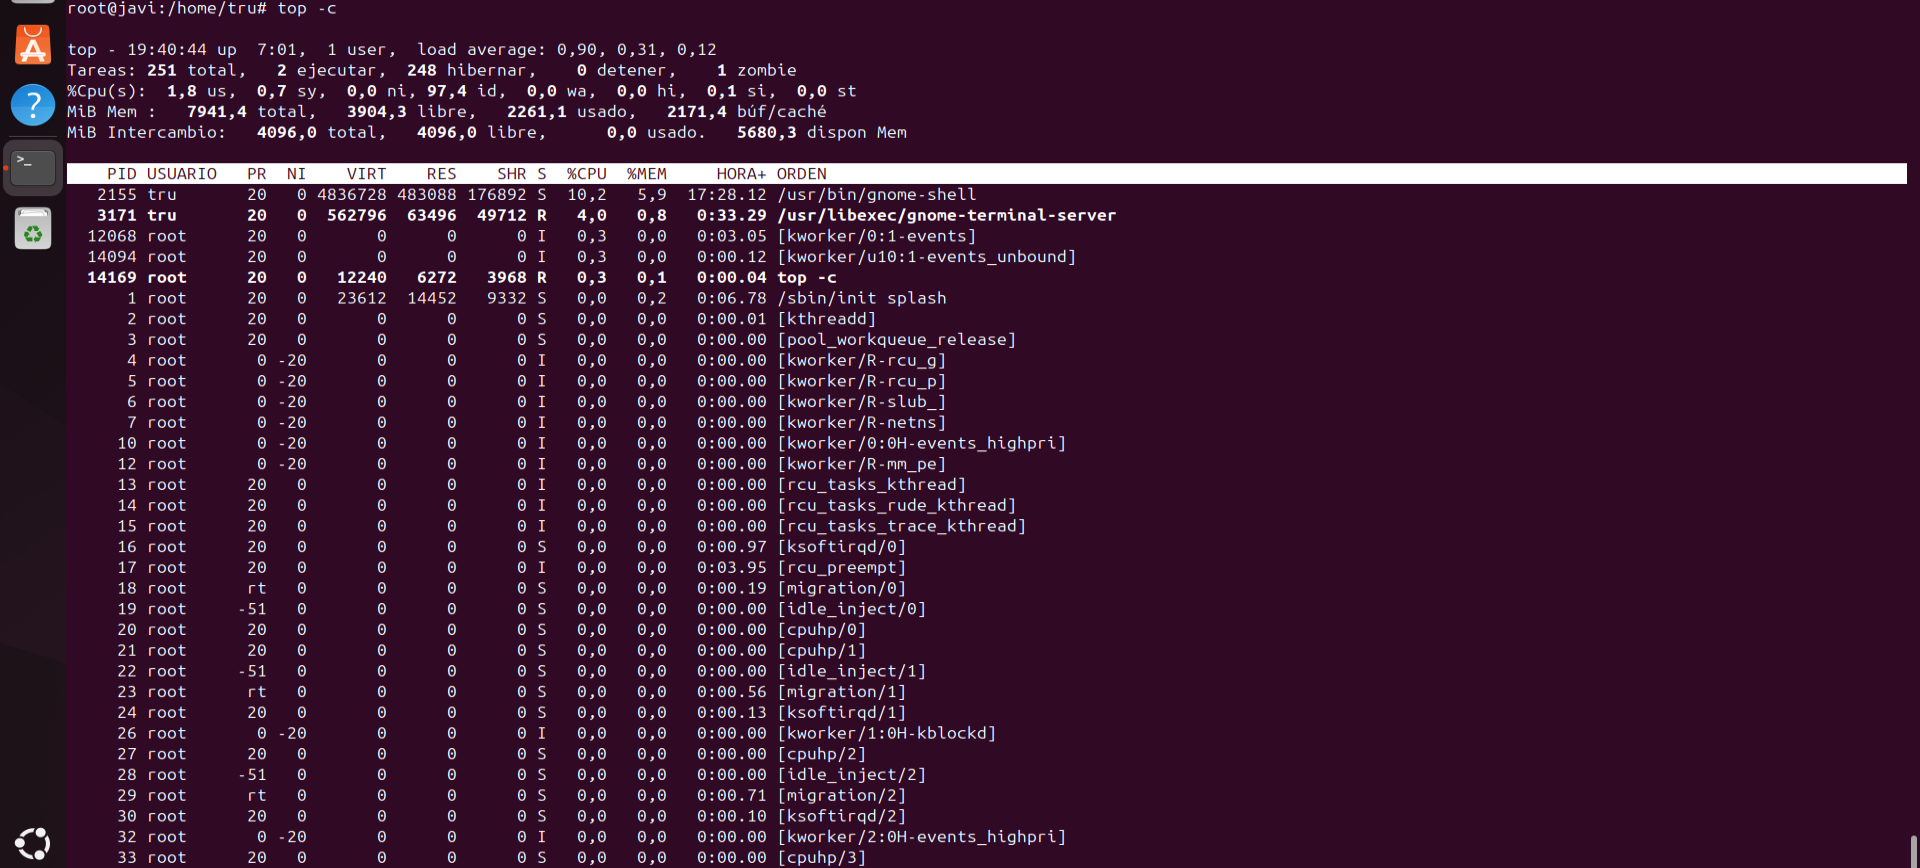 root@javi:/home/tru# top -c
top - 19:40:44 up  7:01,  1 user,  load average: 0,90, 0,31, 0,12
Tareas: 251 total,   2 ejecutar,  248 hibernar,    0 detener,    1 zombie
%Cpu(s):  1,8 us,  0,7 sy,  0,0 ni, 97,4 id,  0,0 wa,  0,0 hi,  0,1 si,  0,0 st
MiB Mem :   7941,4 total,   3904,3 libre,   2261,1 usado,   2171,4 búf/caché
MiB Intercambio:   4096,0 total,   4096,0 libre,      0,0 usado.   5680,3 dispon Mem
PID USUARIO   PR  NI    VIRT    RES    SHR S  %CPU  %MEM     HORA+ ORDEN
2155 tru       20   0 4836728 483088 176892 S  10,2   5,9  17:28.12 /usr/bin/gnome-shell
3171 tru       20   0  562796  63496  49712 R   4,0   0,8   0:33.29 /usr/libexec/gnome-terminal-server
12068 root      20   0       0      0      0 I   0,3   0,0   0:03.05 [kworker/0:1-events]
14094 root      20   0       0      0      0 I   0,3   0,0   0:00.12 [kworker/u10:1-events_unbound]
14169 root      20   0   12240   6272   3968 R   0,3   0,1   0:00.04 top -c
1 root      20   0   23612  14452   9332 S   0,0   0,2   0:06.78 /sbin/init splash
2 root      20   0       0      0      0 S   0,0   0,0   0:00.01 [kthreadd]
3 root      20   0       0      0      0 S   0,0   0,0   0:00.00 [pool_workqueue_release]
4 root       0 -20       0      0      0 I   0,0   0,0   0:00.00 [kworker/R-rcu_g]
5 root       0 -20       0      0      0 I   0,0   0,0   0:00.00 [kworker/R-rcu_p]
6 root       0 -20       0      0      0 I   0,0   0,0   0:00.00 [kworker/R-slub_]
7 root       0 -20       0      0      0 I   0,0   0,0   0:00.00 [kworker/R-netns]
10 root       0 -20       0      0      0 I   0,0   0,0   0:00.00 [kworker/0:0H-events_highpri]
12 root       0 -20       0      0      0 I   0,0   0,0   0:00.00 [kworker/R-mm_pe]
13 root      20   0       0      0      0 I   0,0   0,0   0:00.00 [rcu_tasks_kthread]
14 root      20   0       0      0      0 I   0,0   0,0   0:00.00 [rcu_tasks_rude_kthread]
15 root      20   0       0      0      0 I   0,0   0,0   0:00.00 [rcu_tasks_trace_kthread]
16 root      20   0       0      0      0 S   0,0   0,0   0:00.97 [ksoftirqd/0]
17 root      20   0       0      0      0 I   0,0   0,0   0:03.95 [rcu_preempt]
18 root      rt   0       0      0      0 S   0,0   0,0   0:00.19 [migration/0]
19 root     -51   0       0      0      0 S   0,0   0,0   0:00.00 [idle_inject/0]
20 root      20   0       0      0      0 S   0,0   0,0   0:00.00 [cpuhp/0]
21 root      20   0       0      0      0 S   0,0   0,0   0:00.00 [cpuhp/1]
22 root     -51   0       0      0      0 S   0,0   0,0   0:00.00 [idle_inject/1]
23 root      rt   0       0      0      0 S   0,0   0,0   0:00.56 [migration/1]
24 root      20   0       0      0      0 S   0,0   0,0   0:00.13 [ksoftirqd/1]
26 root       0 -20       0      0      0 I   0,0   0,0   0:00.00 [kworker/1:0H-kblockd]
27 root      20   0       0      0      0 S   0,0   0,0   0:00.00 [cpuhp/2]
28 root     -51   0       0      0      0 S   0,0   0,0   0:00.00 [idle_inject/2]
29 root      rt   0       0      0      0 S   0,0   0,0   0:00.71 [migration/2]
30 root      20   0       0      0      0 S   0,0   0,0   0:00.10 [ksoftirqd/2]
32 root       0 -20       0      0      0 I   0,0   0,0   0:00.00 [kworker/2:0H-events_highpri]
33 root      20   0       0      0      0 S   0,0   0,0   0:00.00 [cpuhp/3]